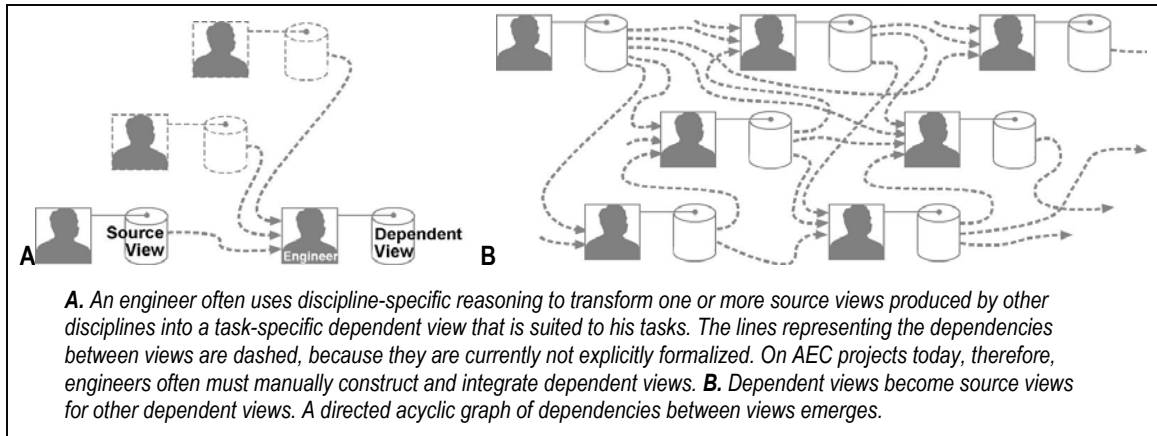 Source
View
Engineer
Dependent
View
A
B
A. An engineer often uses discipline-specific reasoning to transform one or more source views produced by other
disciplines into a task-specific dependent view that is suited to his tasks. The lines representing the dependencies
between views are dashed, because they are currently not explicitly formalized. On AEC projects today, therefore,
engineers often must manually construct and integrate dependent views. B. Dependent views become source views
for other dependent views. A directed acyclic graph of dependencies between views emerges.